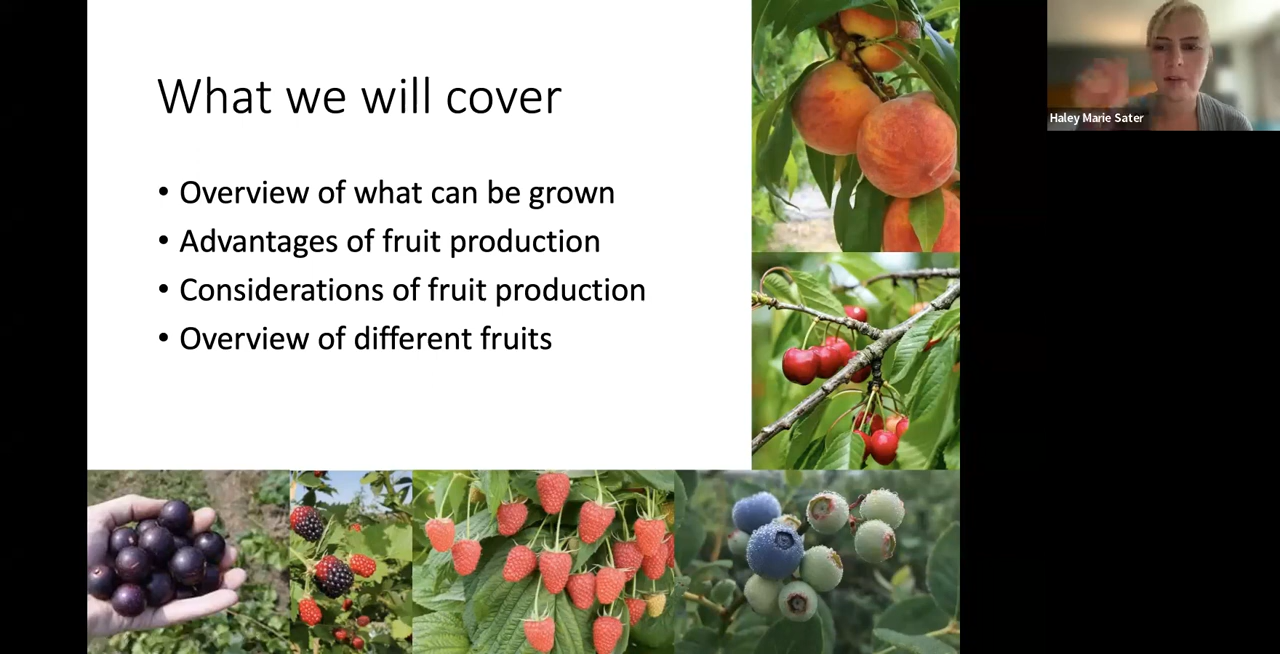 What we will cover
• Overview of what can be grown
• Advantages of fruit production
• Considerations of fruit production
• Overview of different fruits
Haley Marie Sater